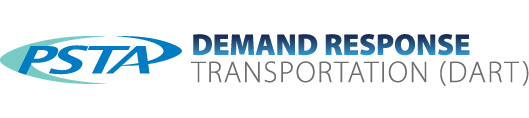 PSTA
DEMAND RESPONSE
TRANSPORTATION (DART)